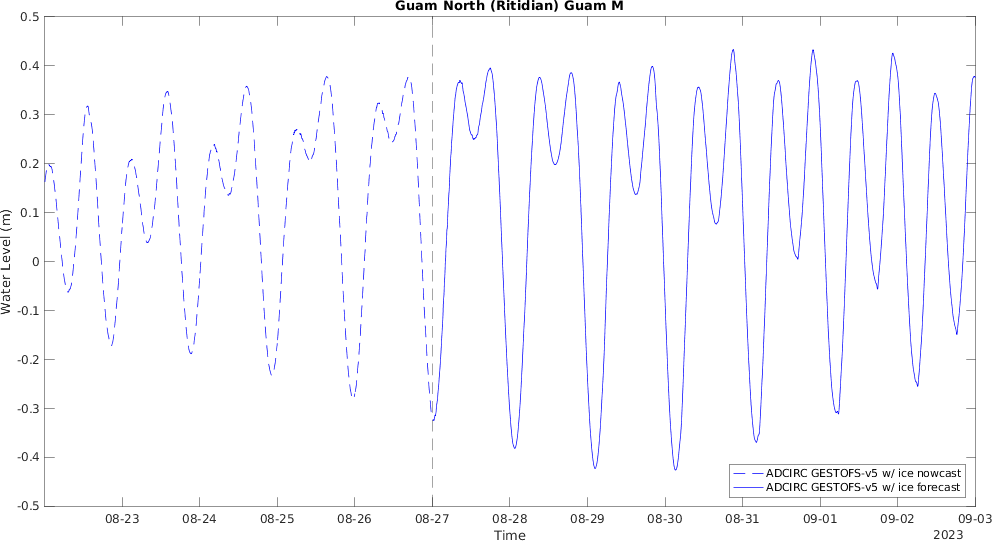 Guam North (Ritidian) Guam M
0.5
0.4
0.3
0.2
0.1
0
-0.1
-0.2
-0.3
-0.4
-0.5
Water Level (m)
ADCIRC GESTOFS-v5 w/ ice nowcast
ADCIRC GESTOFS-v5 w/ ice forecast
08-23 08-24 08-25 08-26 08-27 08-28 08-29 08-30 08-31 09-01 09-02 09-03
Time 2023